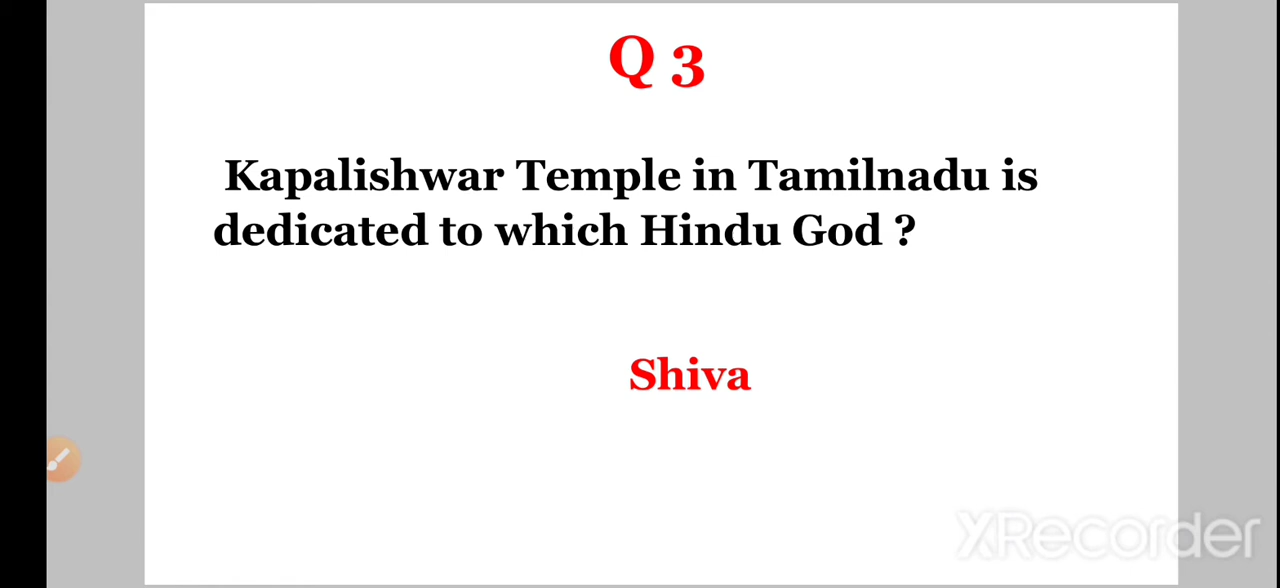 Q 3
Kapalishwar Temple in Tamilnadu is
dedicated to which Hindu God ?
Shiva
XRecorder